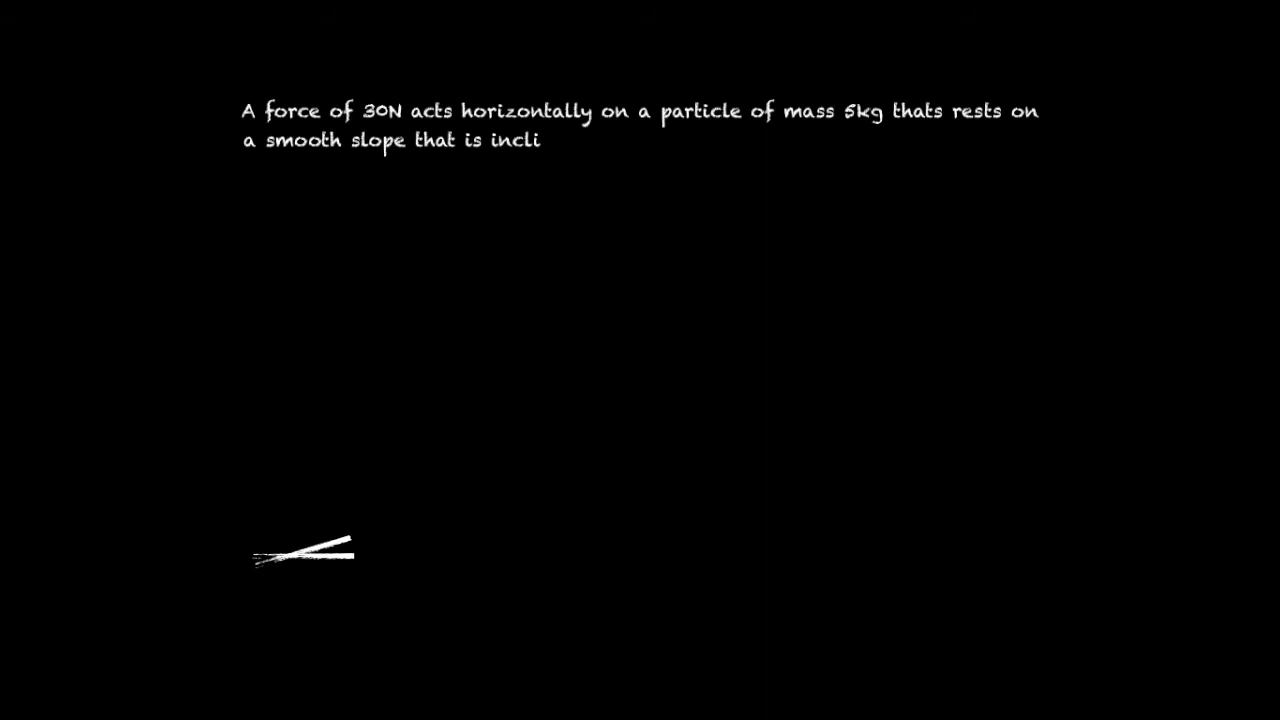 A force of 30N acts horizontally on a particle of mass 5kg thats rests on
a smooth slope that is incli